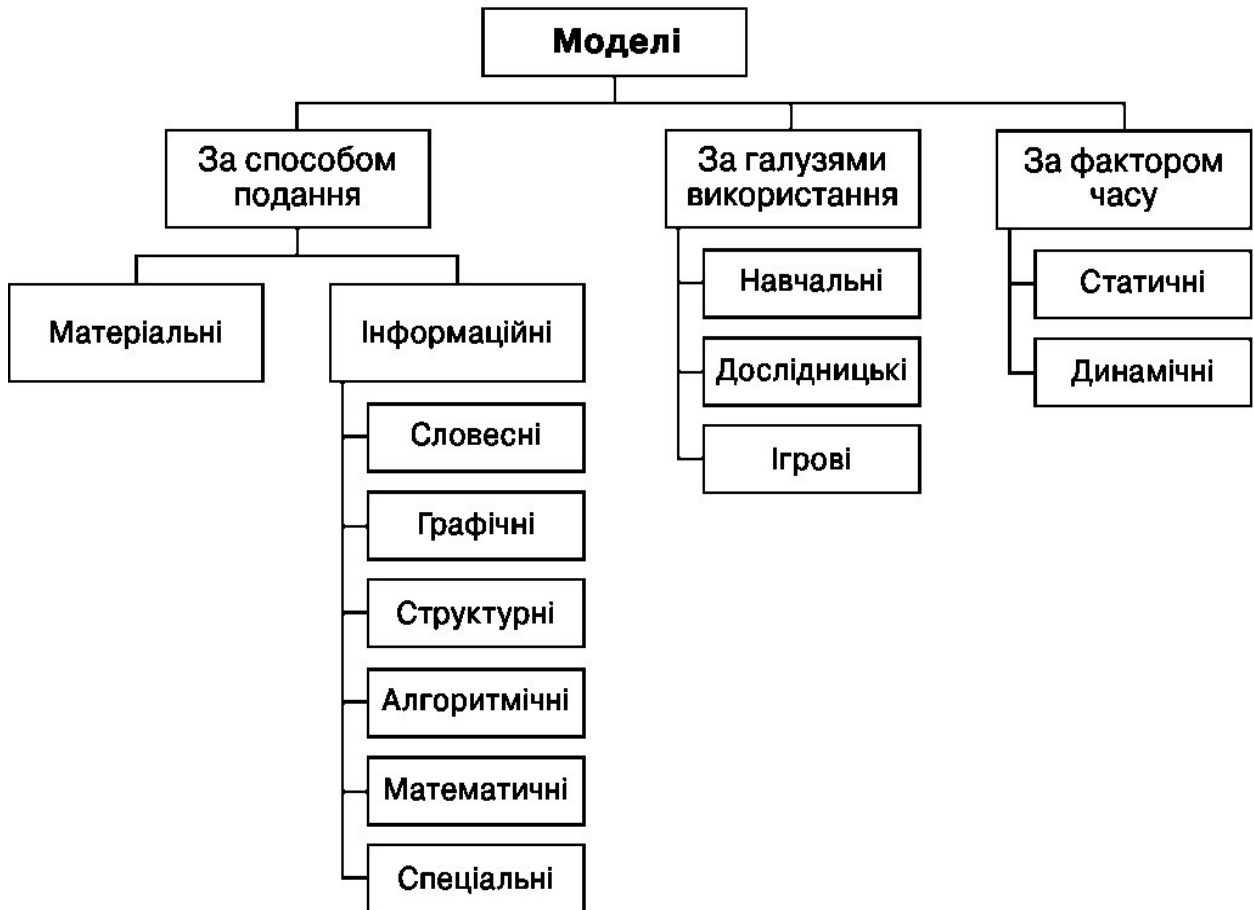 Моделі
За способом
подання
Матеріальні
Інформаційні
Словесні
Графічні
Структурні
Алгоритмічні
Математичні
Спеціальні
За галузями
використання
Навчальні
Дослідницькі
Ігрові
За фактором
часу
Статичні
Динамічні